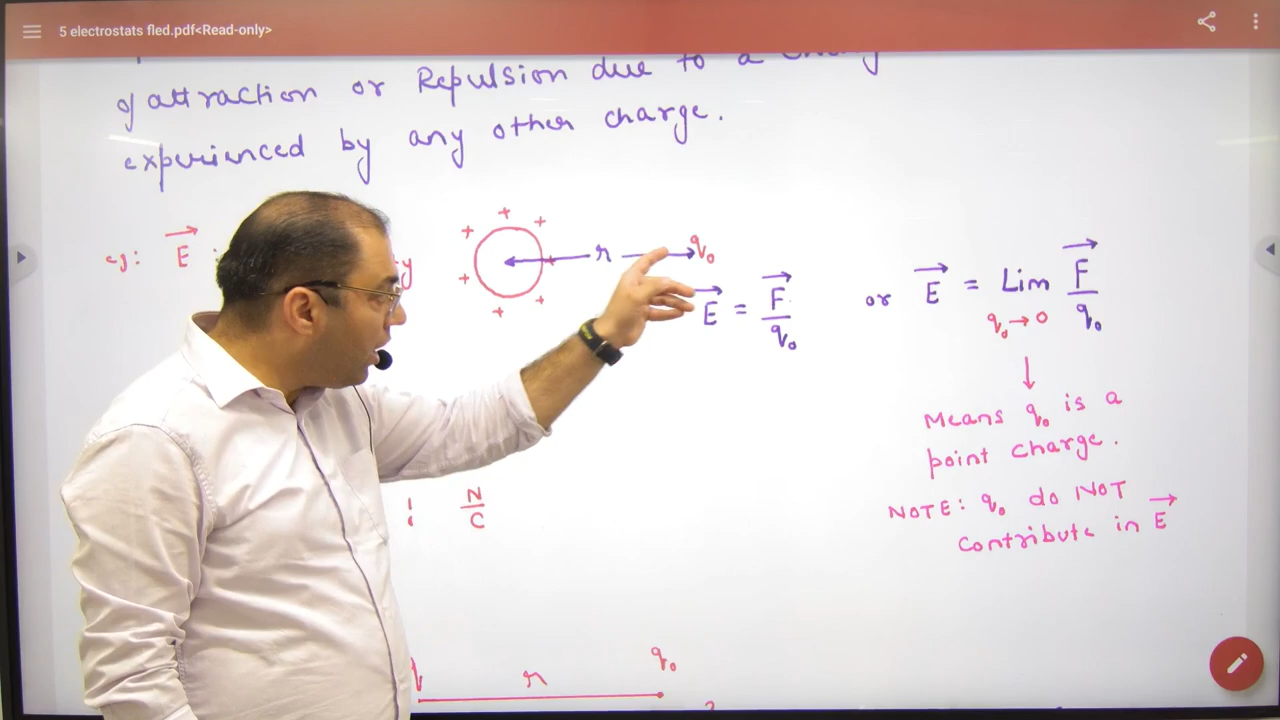 5 electrostats fled.pdf<Read-only>
of attraction or Repulsion due to a
experienced by any other charge.
eg: E
r
q₀
E = F/q₀ or E = Lim q₀→0 F/q₀
Means q₀ is a
point charge.
NOTE: q₀ do NOT
contribute in E
: N/C
q r q₀